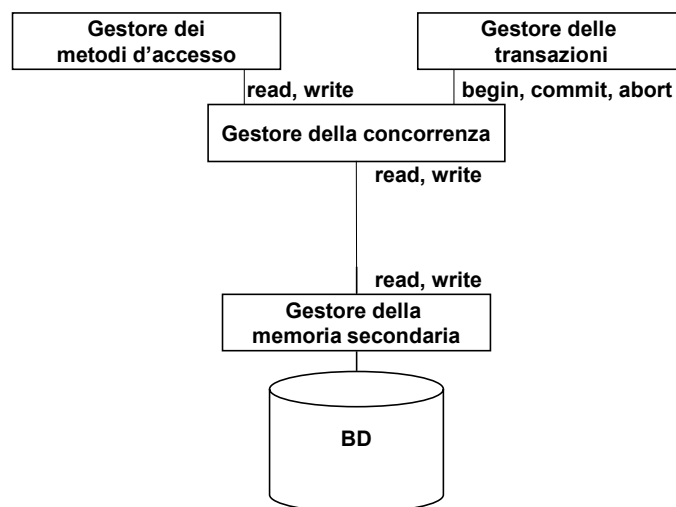 Gestore dei
metodi d'accesso
Gestore delle
transazioni
read, write
begin, commit, abort
Gestore della concorrenza
read, write
read, write
Gestore della
memoria secondaria
BD